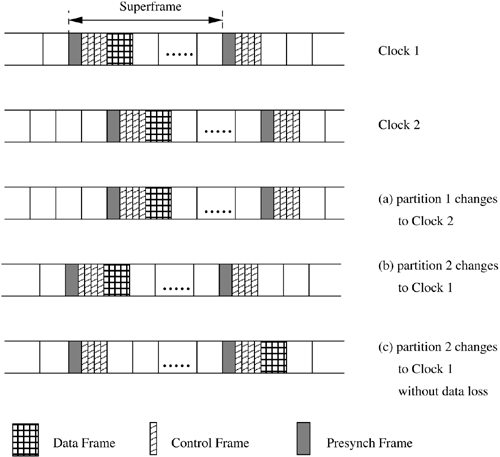 Superframe
Clock 1
Clock 2
(a) partition 1 changes
to Clock 2
(b) partition 2 changes
to Clock 1
(c) partition 2 changes
to Clock 1
without data loss
Data Frame
Control Frame
Presynch Frame